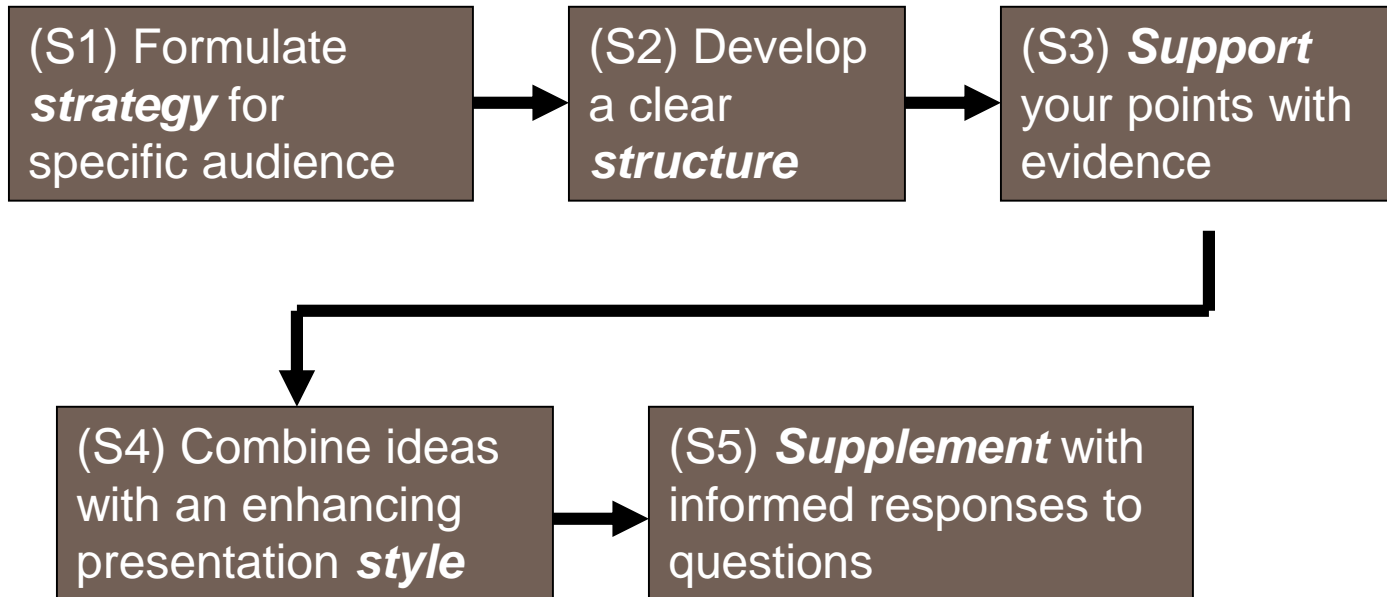 (S1) Formulate
strategy for
specific audience
(S2) Develop
a clear
structure
(S3) Support
your points with
evidence
(S4) Combine ideas
with an enhancing
presentation style
(S5) Supplement with
informed responses to
questions